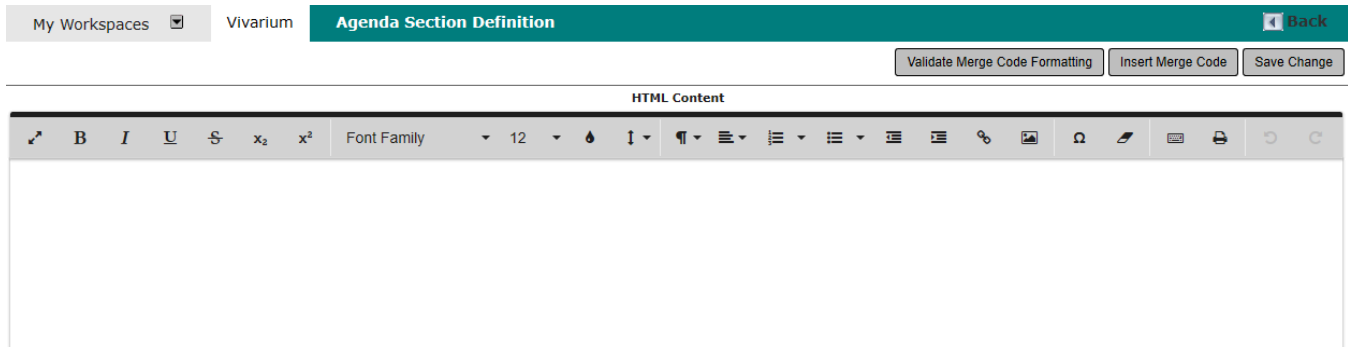 My Workspaces Vivarium Agenda Section Definition Back
Validate Merge Code Formatting Insert Merge Code Save Change
HTML Content
B I U S x₂ x² Font Family 12 ¶ Ω